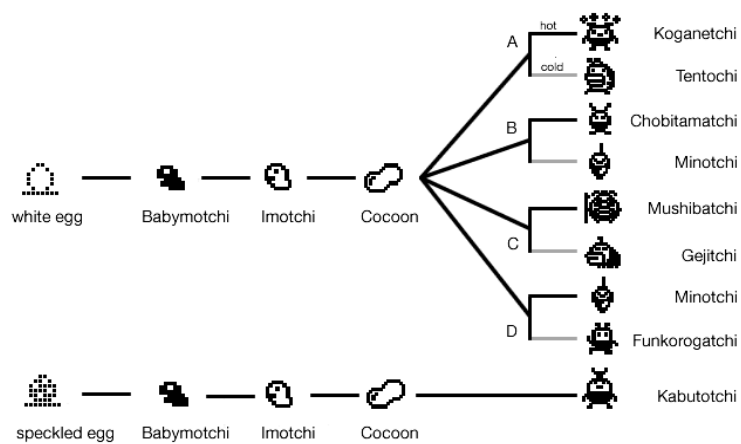 A
hot
Koganetchi
cold
Tentochi
B
Chobitamatchi
Minotchi
white egg
Babymotchi
Imotchi
Cocoon
Mushibatchi
C
Gejitchi
Minotchi
D
Funkorogatchi
Kabutotchi
speckled egg
Babymotchi
Imotchi
Cocoon